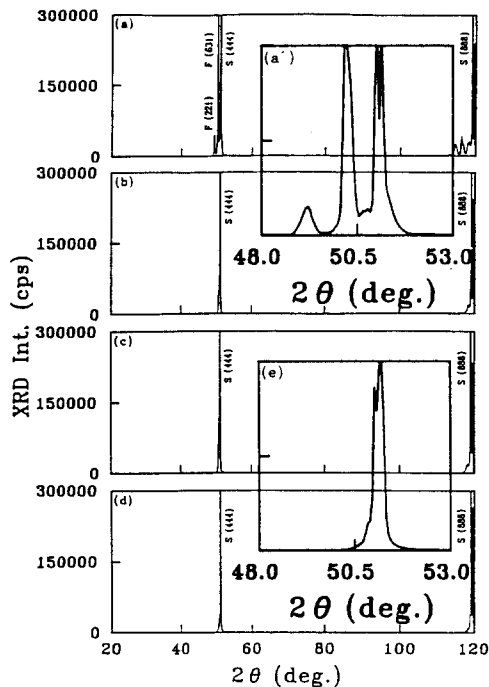 XRD Int. (cps)
300000
150000
0
(a)
F (221)
F (631)
S (444)
S (888)
(a')
48.0 50.5 53.0
2θ (deg.)
300000
150000
0
(b)
S (444)
S (888)
300000
150000
0
(c)
S (444)
S (888)
(e)
48.0 50.5 53.0
2θ (deg.)
300000
150000
0
(d)
S (444)
S (888)
20 40 60 80 100 120
2θ (deg.)